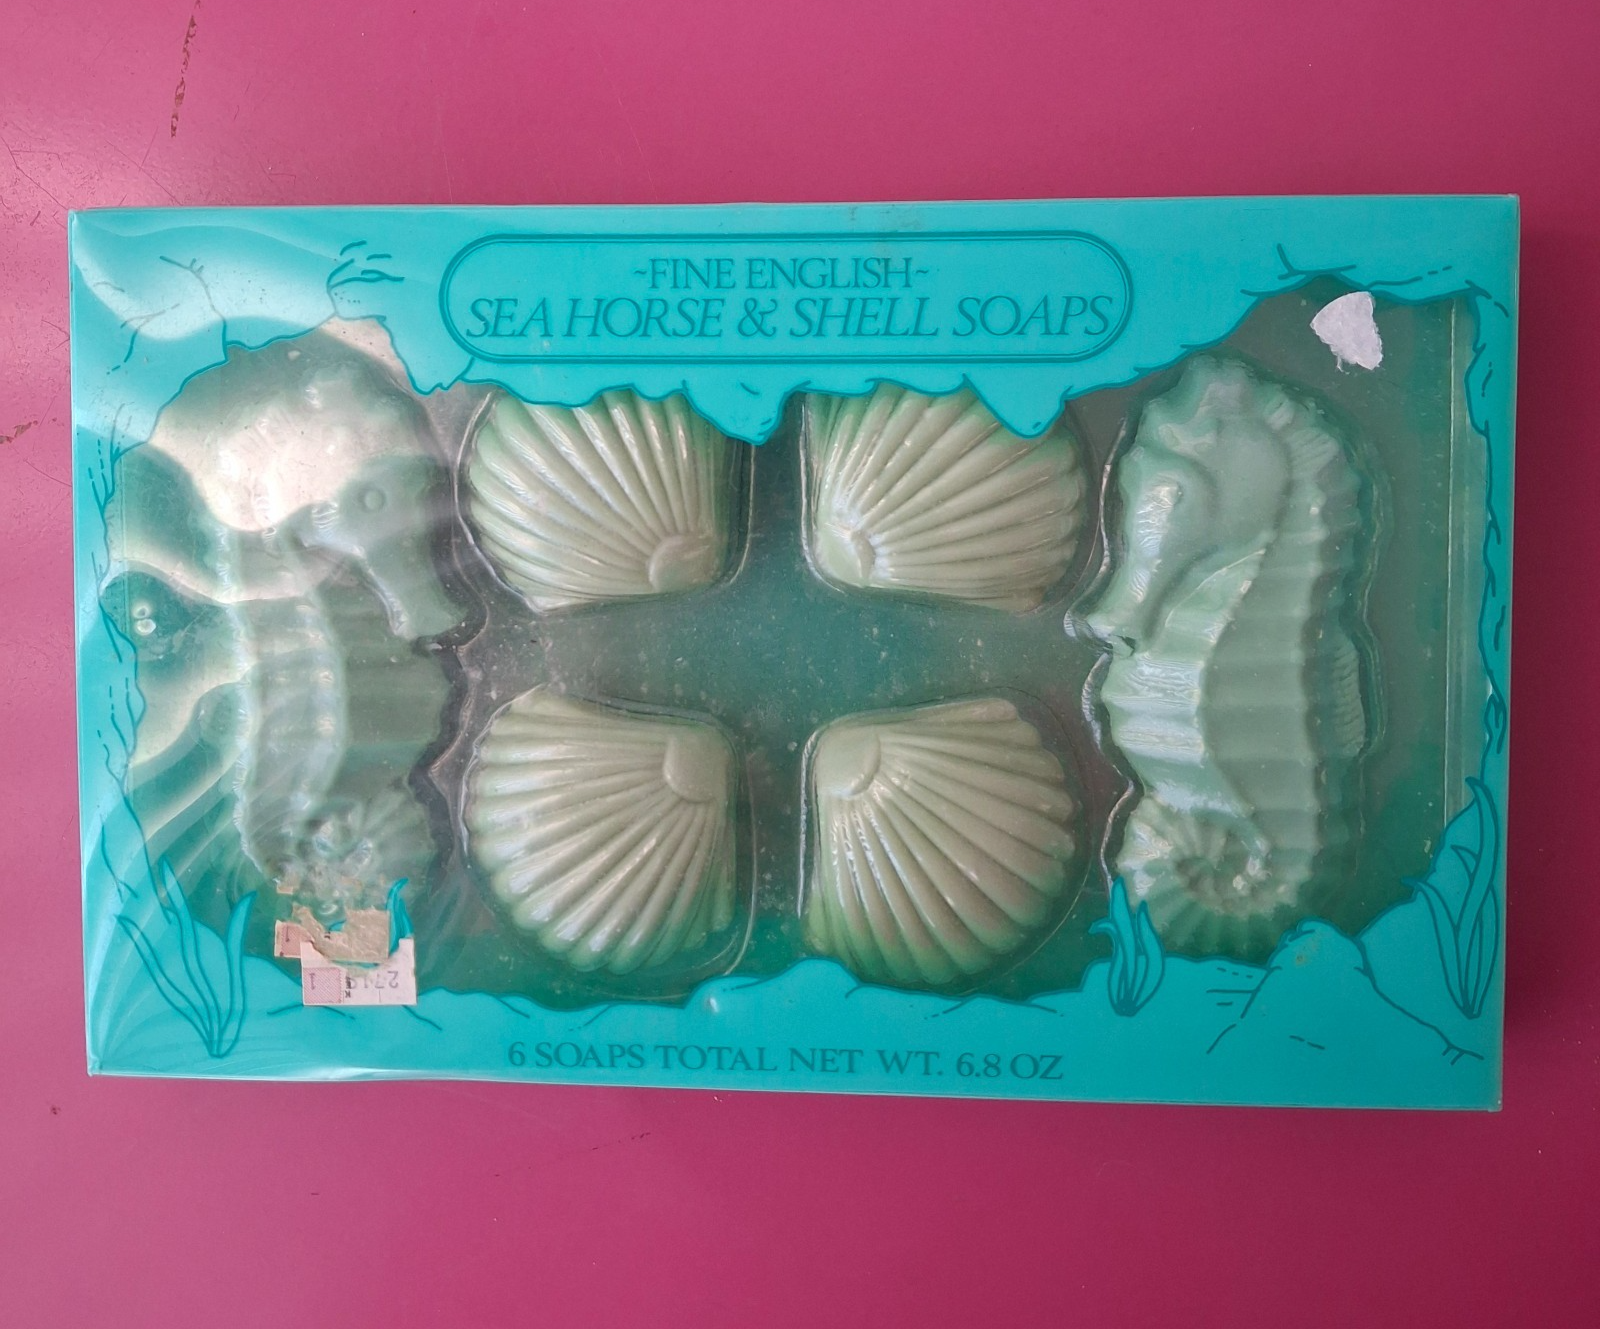 ~FINE ENGLISH~
SEA HORSE & SHELL SOAPS
6 SOAPS TOTAL NET WT. 6.8 OZ